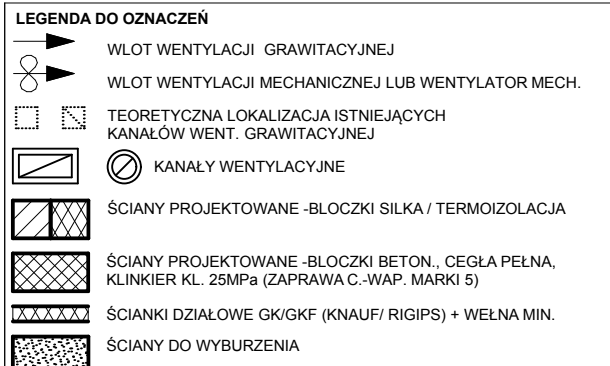 LEGENDA DO OZNACZEŃ
WLOT WENTYLACJI GRAWITACYJNEJ
WLOT WENTYLACJI MECHANICZNEJ LUB WENTYLATOR MECH.
TEORETYCZNA LOKALIZACJA ISTNIEJĄCYCH
KANAŁÓW WENT. GRAWITACYJNEJ
KANAŁY WENTYLACYJNE
ŚCIANY PROJEKTOWANE -BLOCZKI SILKA / TERMOIZOLACJA
ŚCIANY PROJEKTOWANE -BLOCZKI BETON., CEGŁA PEŁNA,
KLINKIER KL. 25MPa (ZAPRAWA C.-WAP. MARKI 5)
ŚCIANKI DZIAŁOWE GK/GKF (KNAUF/ RIGIPS) + WEŁNA MIN.
ŚCIANY DO WYBURZENIA